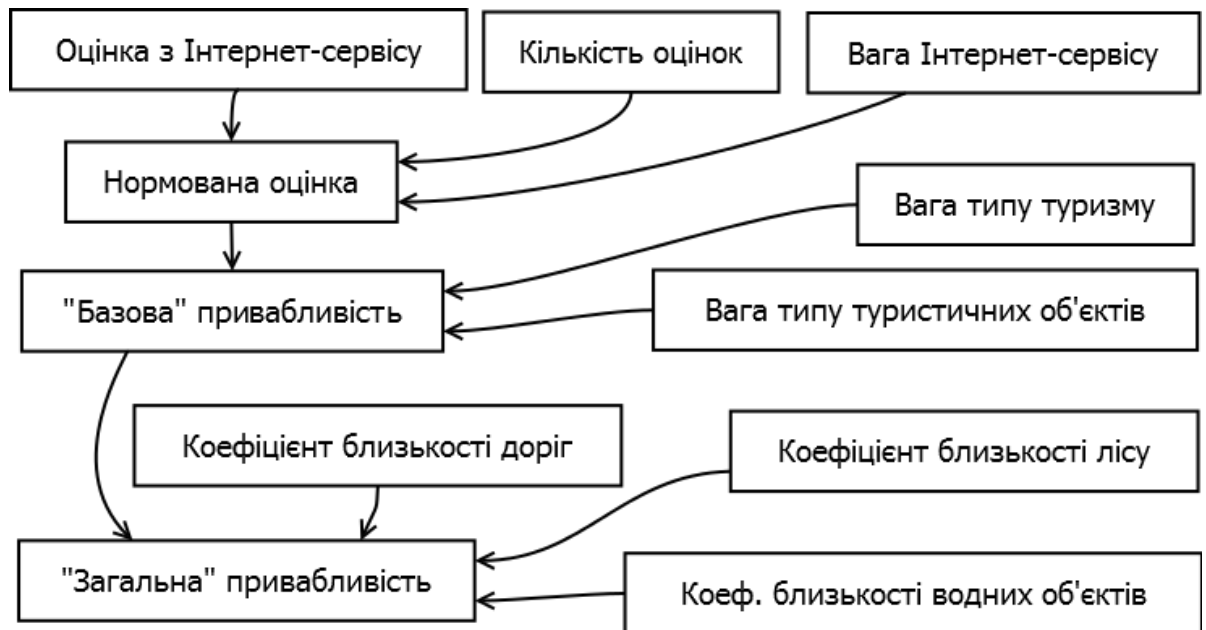 Оцінка з Інтернет-сервісу
Кількість оцінок
Вага Інтернет-сервісу
Нормована оцінка
Вага типу туризму
"Базова" привабливість
Вага типу туристичних об'єктів
Коефіцієнт близькості доріг
Коефіцієнт близькості лісу
"Загальна" привабливість
Коеф. близькості водних об'єктів